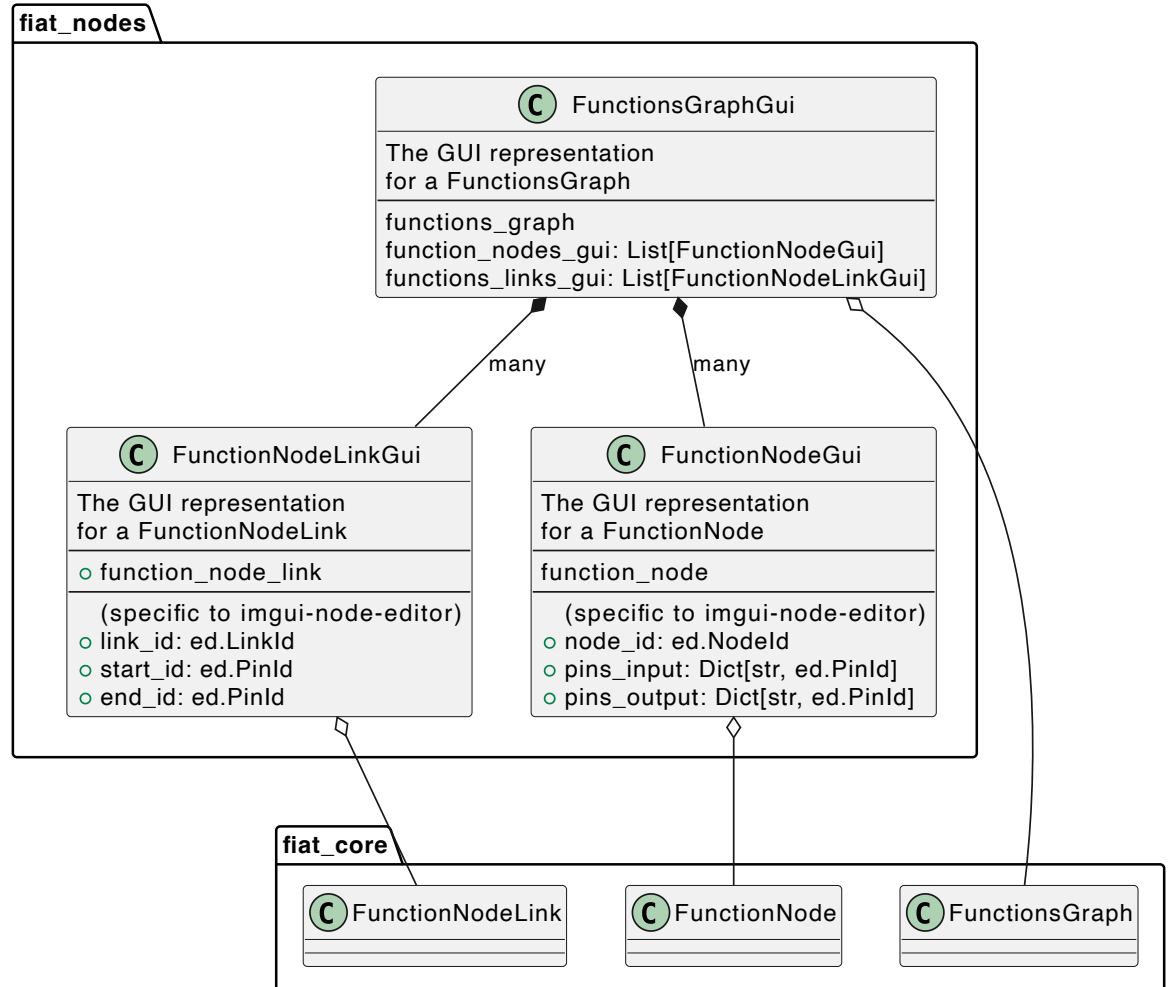 fiat_nodes
C FunctionsGraphGui
The GUI representation
for a FunctionsGraph
functions_graph
function_nodes_gui: List[FunctionNodeGui]
functions_links_gui: List[FunctionNodeLinkGui]
many
many
C FunctionNodeLinkGui
The GUI representation
for a FunctionNodeLink
function_node_link
(specific to imgui-node-editor)
link_id: ed.LinkId
start_id: ed.PinId
end_id: ed.PinId
C FunctionNodeGui
The GUI representation
for a FunctionNode
function_node
(specific to imgui-node-editor)
node_id: ed.NodeId
pins_input: Dict[str, ed.PinId]
pins_output: Dict[str, ed.PinId]
fiat_core
C FunctionNodeLink
C FunctionNode
C FunctionsGraph